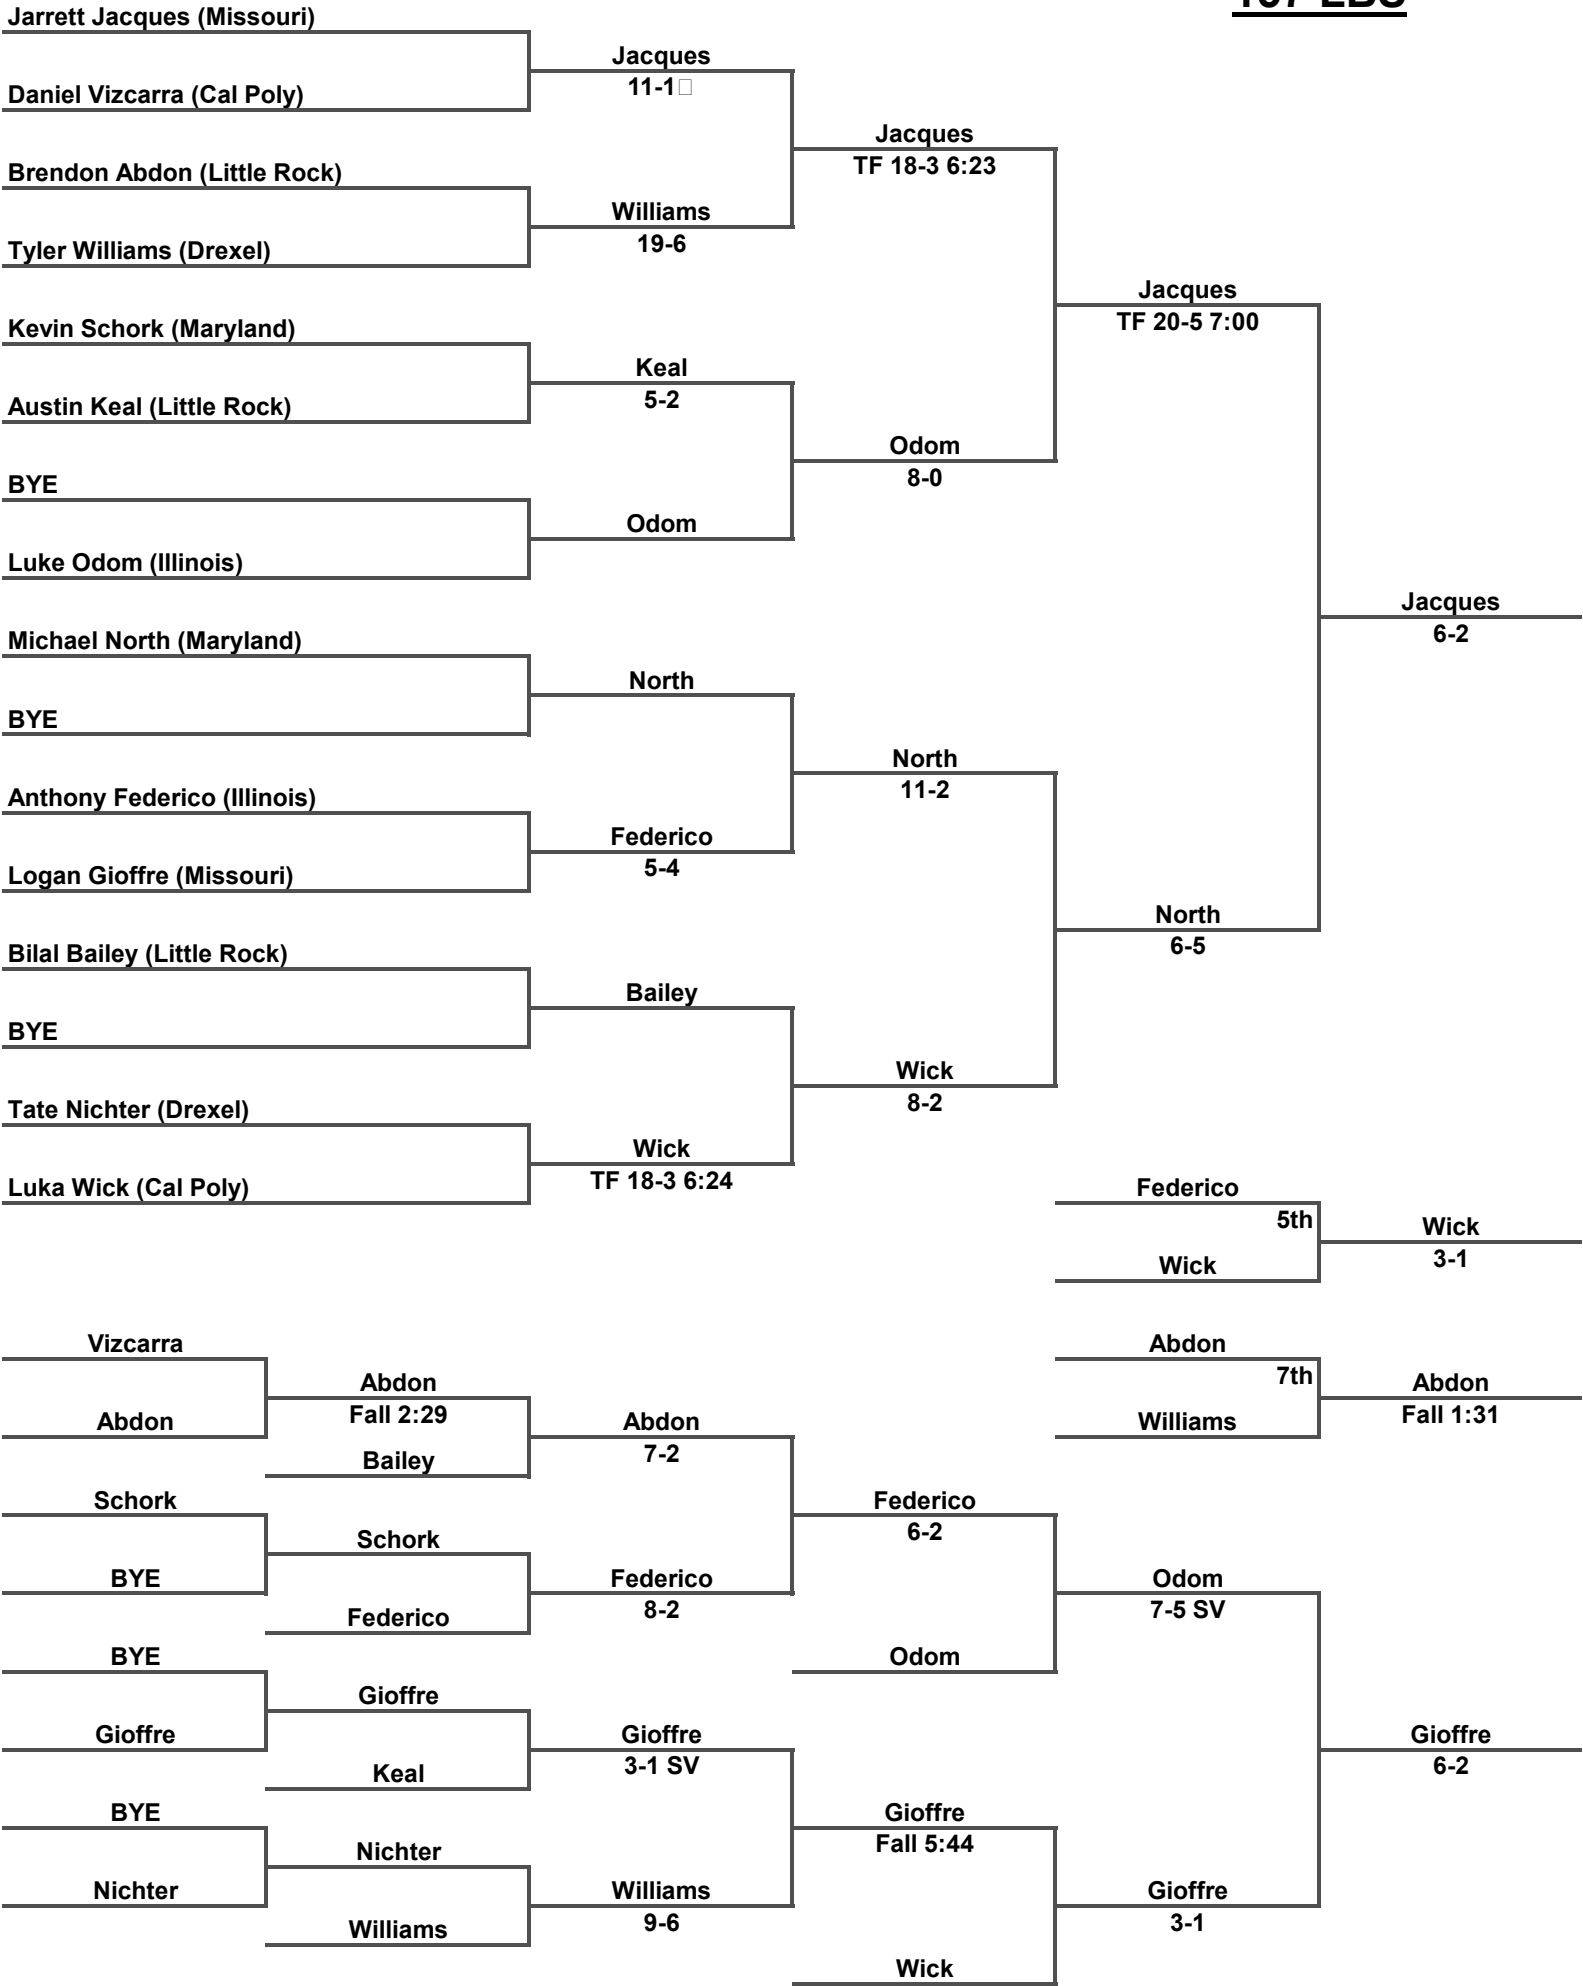 Jarrett Jacques (Missouri)
Daniel Vizcarra (Cal Poly)
Brendon Abdon (Little Rock)
Tyler Williams (Drexel)
Kevin Schork (Maryland)
Austin Keal (Little Rock)
BYE
Luke Odom (Illinois)
Michael North (Maryland)
BYE
Anthony Federico (Illinois)
Logan Gioffre (Missouri)
Bilal Bailey (Little Rock)
BYE
Tate Nichter (Drexel)
Luka Wick (Cal Poly)
Jacques
11-1
Williams
19-6
Keal
5-2
Odom
North
Federico
5-4
Bailey
Wick
TF 18-3 6:24
Jacques
TF 18-3 6:23
Odom
8-0
North
11-2
Wick
8-2
Jacques
TF 20-5 7:00
North
6-5
Jacques
6-2
Federico
5th
Wick
Wick
3-1
Abdon
7th
Williams
Abdon
Fall 1:31
Vizcarra
Abdon
Schork
BYE
BYE
Gioffre
BYE
Nichter
Abdon
Fall 2:29
Bailey
Schork
Federico
Gioffre
Keal
Nichter
Williams
Abdon
7-2
Federico
8-2
Gioffre
3-1 SV
Williams
9-6
Federico
6-2
Odom
Gioffre
Fall 5:44
Wick
Odom
7-5 SV
Gioffre
3-1
Gioffre
6-2